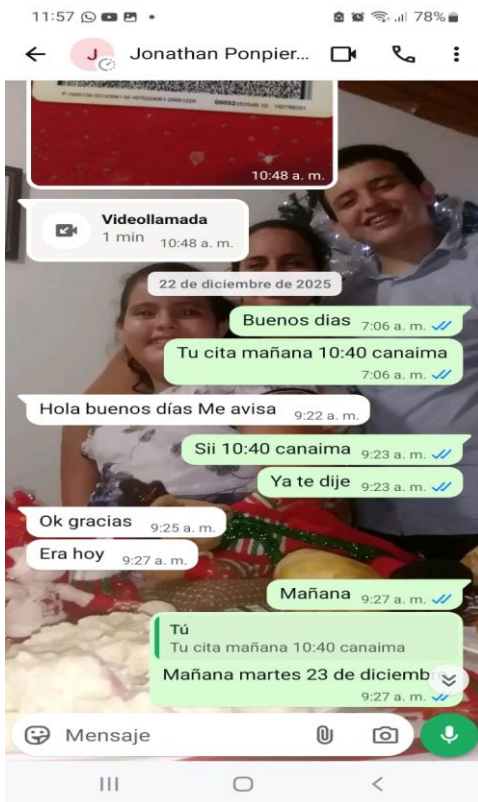 11:57
78%
J Jonathan Ponpier...
10:48 a. m.
Videollamada
1 min 10:48 a. m.
22 de diciembre de 2025
Buenos dias 7:06 a. m.
Tu cita mañana 10:40 canaima
7:06 a. m.
Hola buenos días Me avisa 9:22 a. m.
Sii 10:40 canaima 9:23 a. m.
Ya te dije 9:23 a. m.
Ok gracias 9:25 a. m.
Era hoy 9:27 a. m.
Mañana 9:27 a. m.
Tú
Tu cita mañana 10:40 canaima
Mañana martes 23 de diciemb
9:27 a. m.
Mensaje